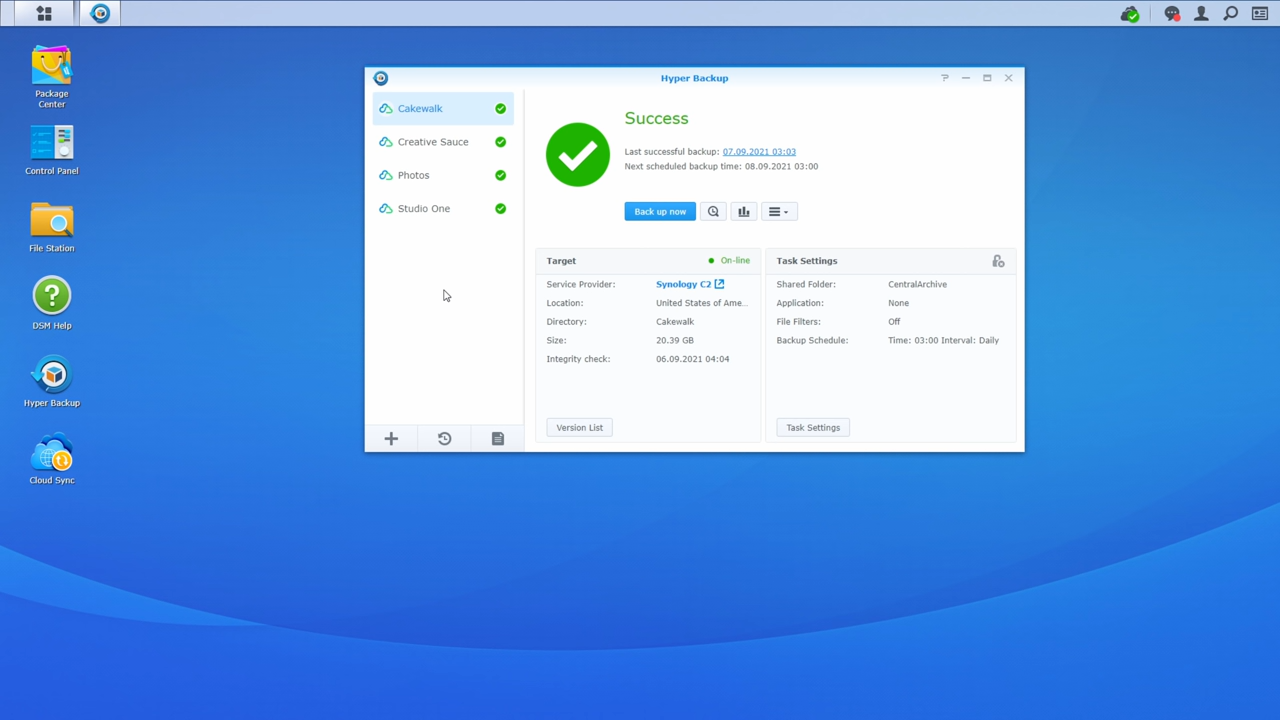 Package
Center
Control Panel
File Station
DSM Help
Hyper Backup
Cloud Sync
Hyper Backup
Cakewalk
Creative Sauce
Photos
Studio One
Success
Last successful backup: 07.09.2021 03:03
Next scheduled backup time: 08.09.2021 03:00
Back up now
Target
On-line
Service Provider: Synology C2
Location: United States of Ame...
Directory: Cakewalk
Size: 20.39 GB
Integrity check: 06.09.2021 04:04
Version List
Task Settings
Shared Folder: CentralArchive
Application: None
File Filters: Off
Backup Schedule: Time: 03:00 Interval: Daily
Task Settings